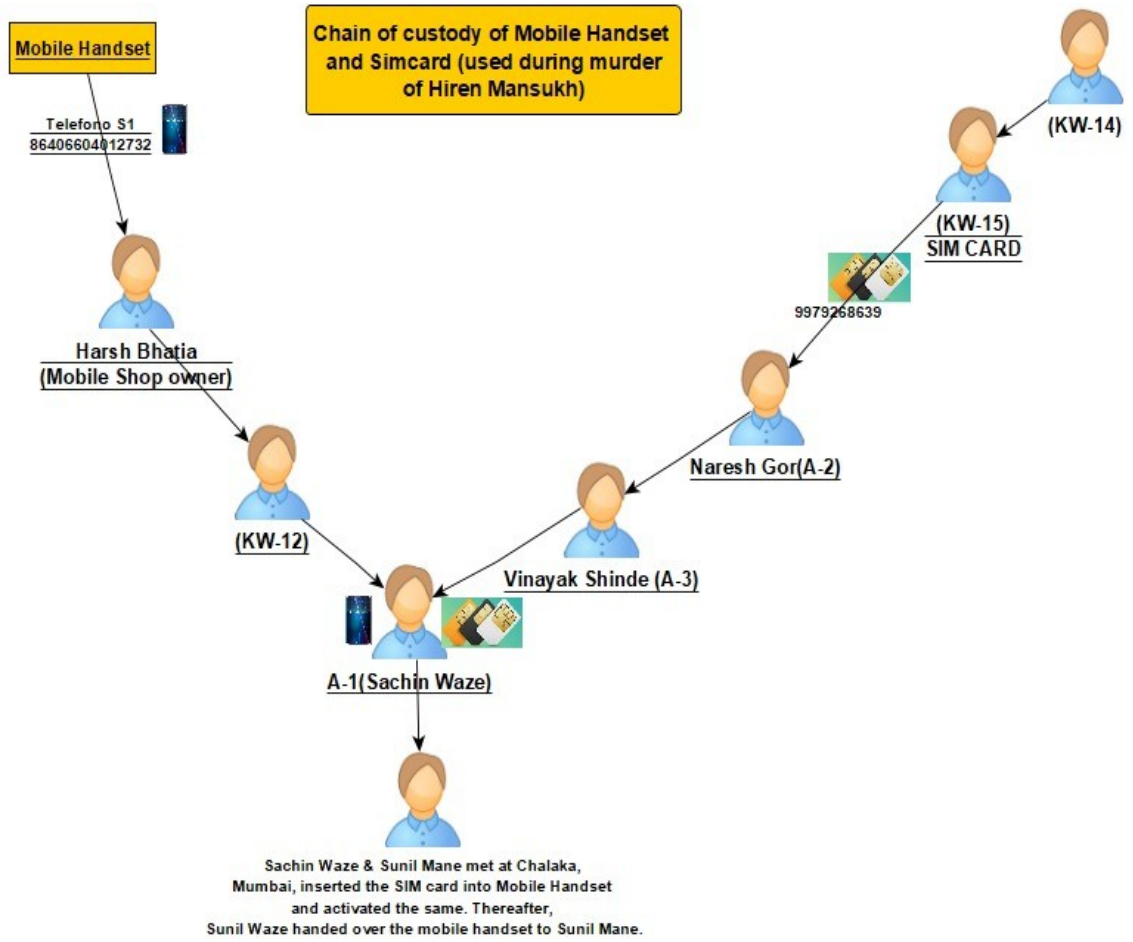 Mobile Handset
Chain of custody of Mobile Handset
and Simcard (used during murder
of Hiren Mansukh)
(KW-14)
Telefono S1
86406604012732
(KW-15)
SIM CARD
9979268639
Harsh Bhatia
(Mobile Shop owner)
Naresh Gor(A-2)
(KW-12)
Vinayak Shinde (A-3)
A-1(Sachin Waze)
Sachin Waze & Sunil Mane met at Chalaka,
Mumbai, inserted the SIM card into Mobile Handset
and activated the same. Thereafter,
Sunil Waze handed over the mobile handset to Sunil Mane.